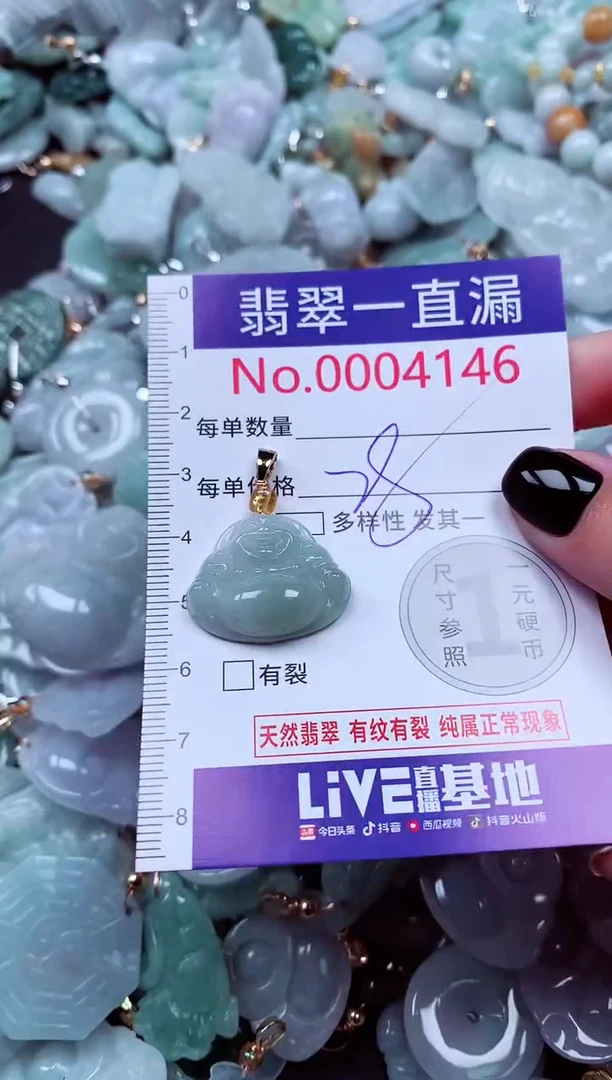 0
翡翠一直漏
No.0004146
1
2
每单数量
3
每单价格
4
多样性 发其一
5
尺寸参照
1
一元硬币
6
有裂
天然翡翠 有纹有裂 纯属正常现象
7
LiVE直播基地
8
今日头条 抖音 西瓜视频 抖音火山版